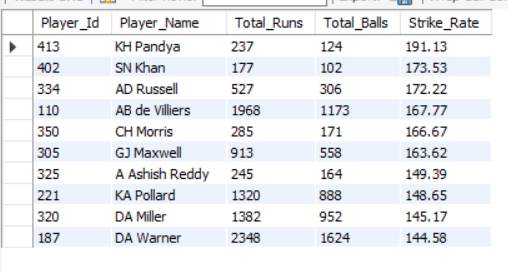 Player_Id Player_Name Total_Runs Total_Balls Strike_Rate
413 KH Pandya 237 124 191.13
402 SN Khan 177 102 173.53
334 AD Russell 527 306 172.22
110 AB de Villiers 1968 1173 167.77
350 CH Morris 285 171 166.67
305 GJ Maxwell 913 558 163.62
325 A Ashish Reddy 245 164 149.39
221 KA Pollard 1320 888 148.65
320 DA Miller 1382 952 145.17
187 DA Warner 2348 1624 144.58